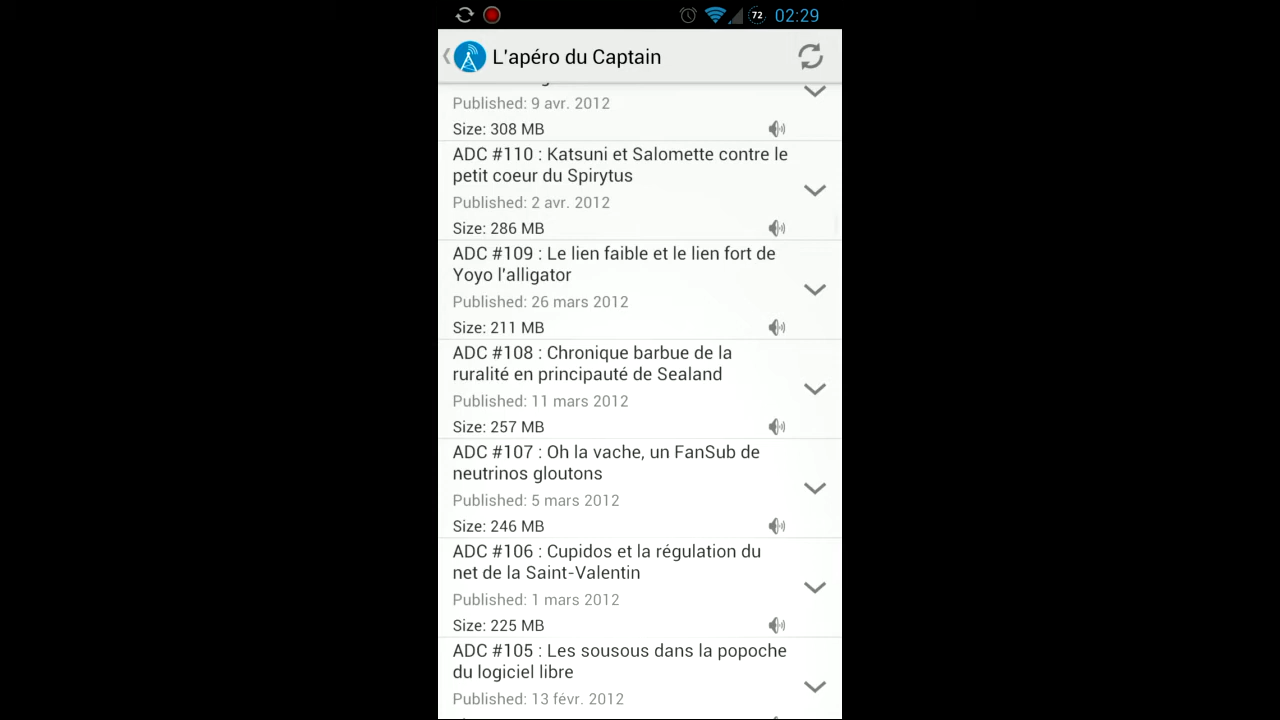 72 02:29
L'apéro du Captain
Published: 9 avr. 2012
Size: 308 MB
ADC #110 : Katsuni et Salomette contre le
petit coeur du Spirytus
Published: 2 avr. 2012
Size: 286 MB
ADC #109 : Le lien faible et le lien fort de
Yoyo l'alligator
Published: 26 mars 2012
Size: 211 MB
ADC #108 : Chronique barbue de la
ruralité en principauté de Sealand
Published: 11 mars 2012
Size: 257 MB
ADC #107 : Oh la vache, un FanSub de
neutrinos gloutons
Published: 5 mars 2012
Size: 246 MB
ADC #106 : Cupidos et la régulation du
net de la Saint-Valentin
Published: 1 mars 2012
Size: 225 MB
ADC #105 : Les sousous dans la popoche
du logiciel libre
Published: 13 févr. 2012